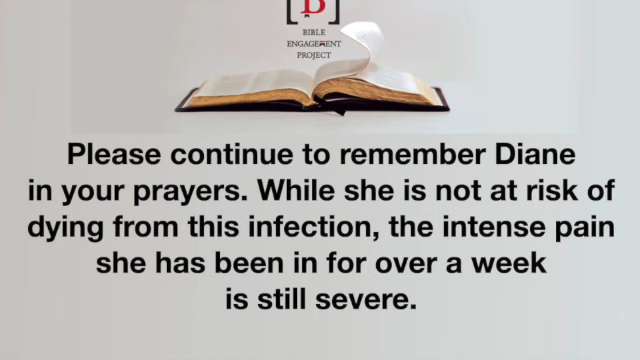 B
BIBLE
ENGAGEMENT
PROJECT
Please continue to remember Diane
in your prayers. While she is not at risk of
dying from this infection, the intense pain
she has been in for over a week
is still severe.